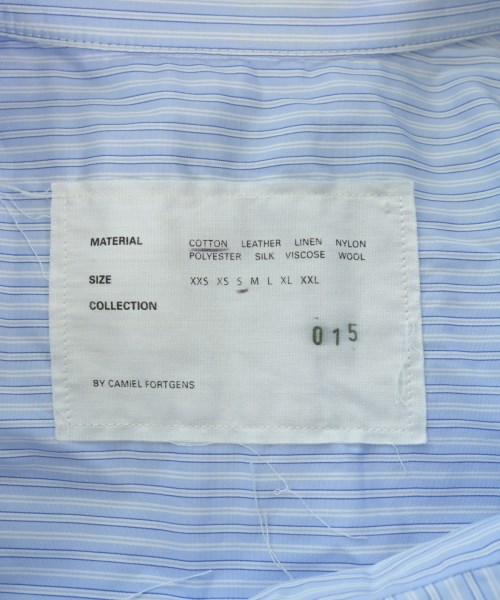 MATERIAL COTTON LEATHER LINEN NYLON
POLYESTER SILK VISCOSE WOOL
SIZE XXS XS S M L XL XXL
COLLECTION
015
BY CAMIEL FORTGENS